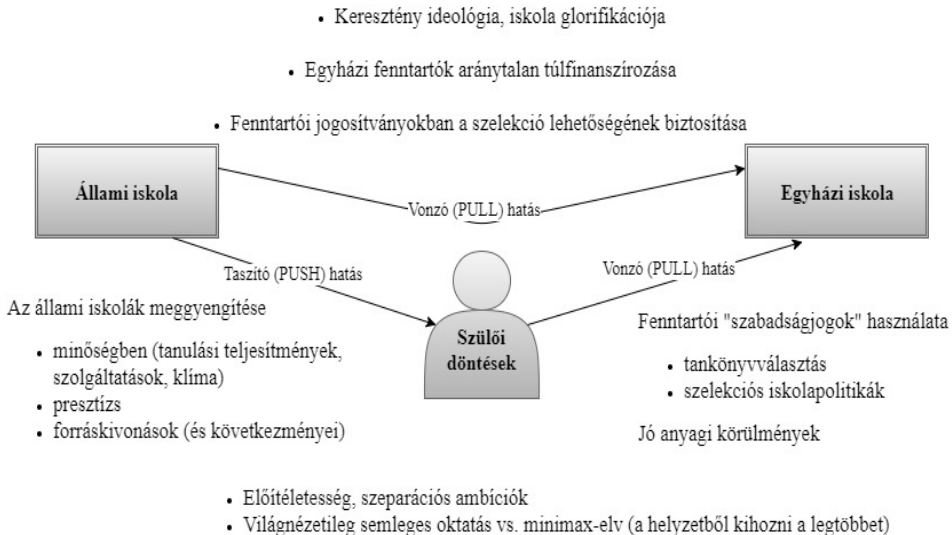 • Keresztény ideológia, iskola glorifikációja
• Egyházi fenntartók aránytalan túlfinanszírozása
• Fenntartói jogosítványokban a szelekció lehetőségének biztosítása
Állami iskola
Egyházi iskola
Vonzó (PULL) hatás
Taszító (PUSH) hatás
Vonzó (PULL) hatás
Szülői
döntések
Az állami iskolák meggyengítése
• minőségben (tanulási teljesítmények,
szolgáltatások, klíma)
• presztízs
• forráskivonások (és következményei)
Fenntartói "szabadságjogok" használata
• tankönyvválasztás
• szelekciós iskolapolitikák
Jó anyagi körülmények
• Előítéletesség, szeparációs ambíciók
• Világnézetileg semleges oktatás vs. minimax-elv (a helyzetből kihozni a legtöbbet)